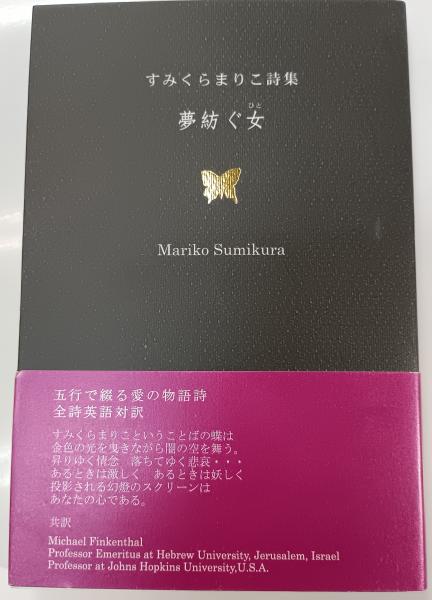 すみくらまりこ詩集
夢紡ぐ女
ひと
Mariko Sumikura
五行で綴る愛の物語詩
全詩英語対訳
すみくらまりこということばの蝶は
金色の光を曳きながら闇の空を舞う。
昇りゆく情念　落ちてゆく悲哀・・・
あるときは激しく　あるときは妖しく
投影される幻燈のスクリーンは
あなたの心である。
共訳
Michael Finkenthal
Professor Emeritus at Hebrew University, Jerusalem, Israel
Professor at Johns Hopkins University,U.S.A.